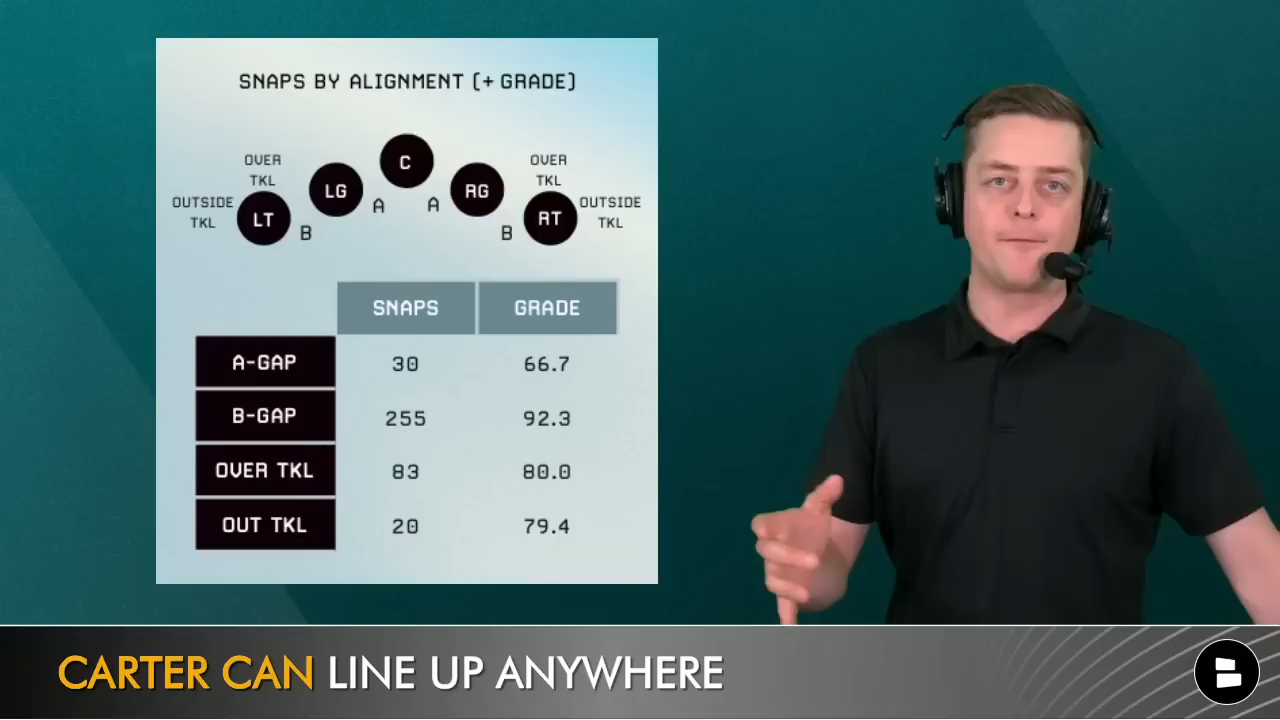 SNAPS BY ALIGNMENT (+ GRADE)
C
OVER TKL
OVER TKL
LG
RG
OUTSIDE TKL
LT
A
A
RT
OUTSIDE TKL
B
B
SNAPS GRADE
A-GAP 30 66.7
B-GAP 255 92.3
OVER TKL 83 80.0
OUT TKL 20 79.4
CARTER CAN LINE UP ANYWHERE